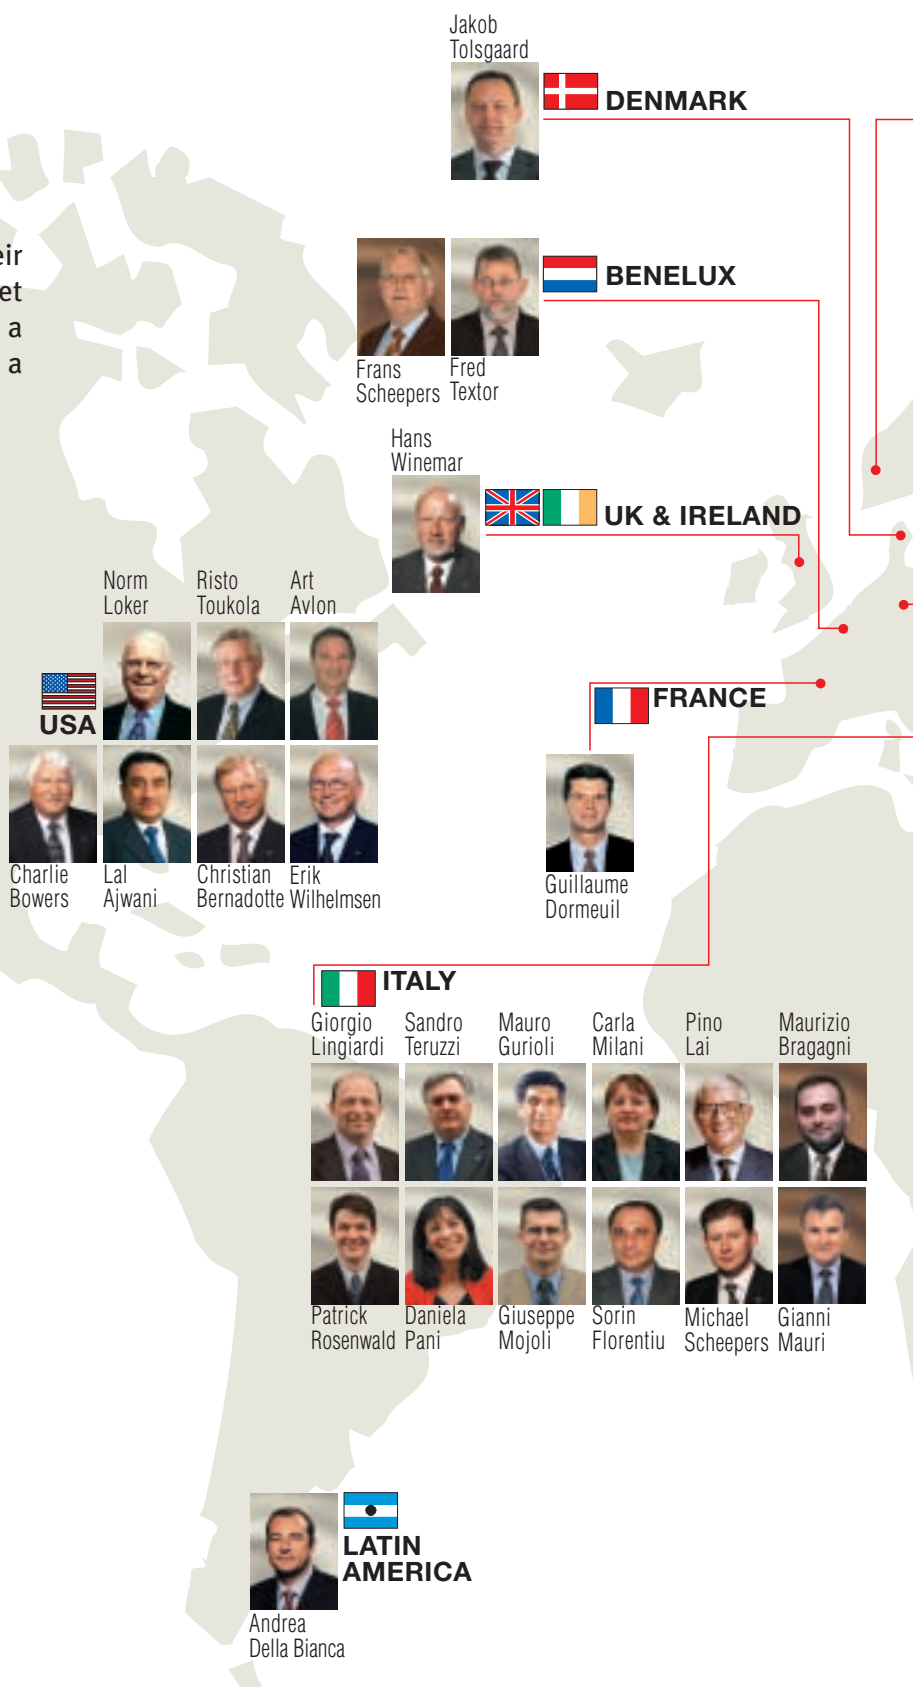 Jakob
Tolsgaard
DENMARK
eir
et
a
a
BENELUX
Frans
Scheepers
Fred
Textor
Hans
Winemar
UK & IRELAND
Norm
Loker
Risto
Toukola
Art
Avlon
USA
Charlie
Bowers
Lal
Ajwani
Christian
Bernadotte
Erik
Wilhelmsen
FRANCE
Guillaume
Dormeuil
ITALY
Giorgio
Lingiardi
Sandro
Teruzzi
Mauro
Gurioli
Carla
Milani
Pino
Lai
Maurizio
Bragagni
Patrick
Rosenwald
Daniela
Pani
Giuseppe
Mojoli
Sorin
Florentiu
Michael
Scheepers
Gianni
Mauri
LATIN
AMERICA
Andrea
Della Bianca